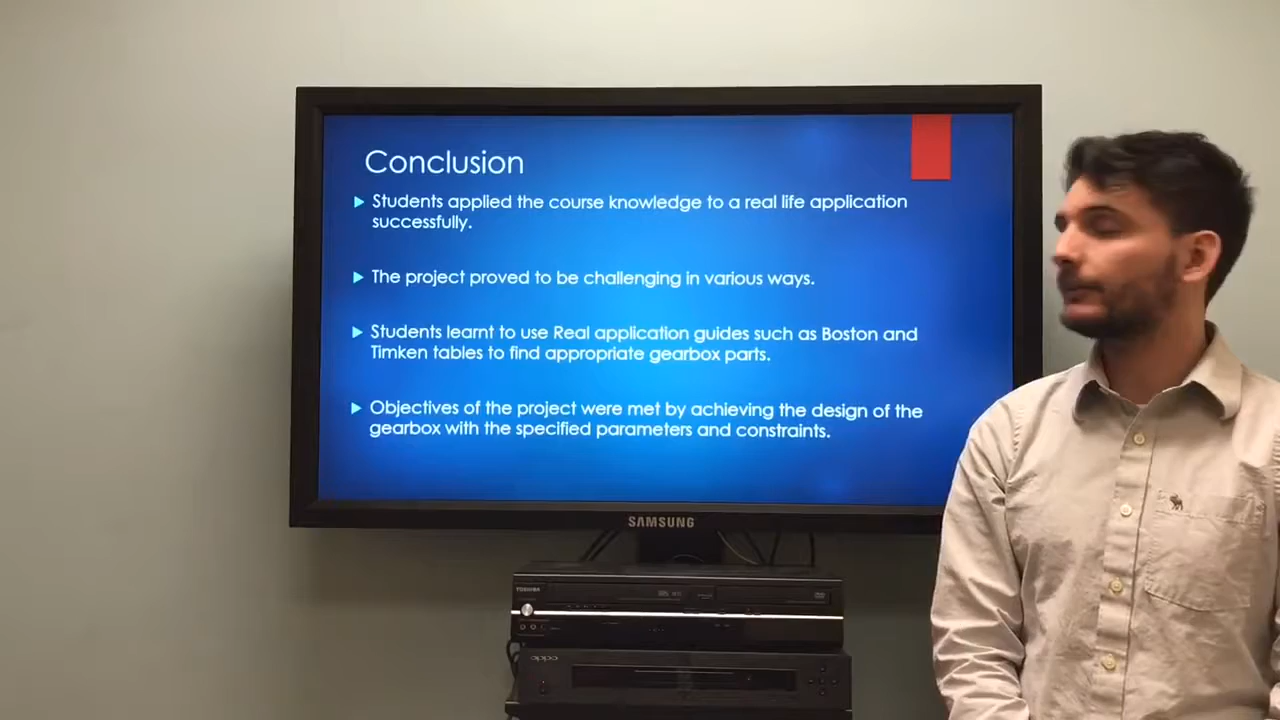 Conclusion
Students applied the course knowledge to a real life application
successfully.
The project proved to be challenging in various ways.
Students learnt to use Real application guides such as Boston and
Timken tables to find appropriate gearbox parts.
Objectives of the project were met by achieving the design of the
gearbox with the specified parameters and constraints.
SAMSUNG
TOSHIBA
oppo